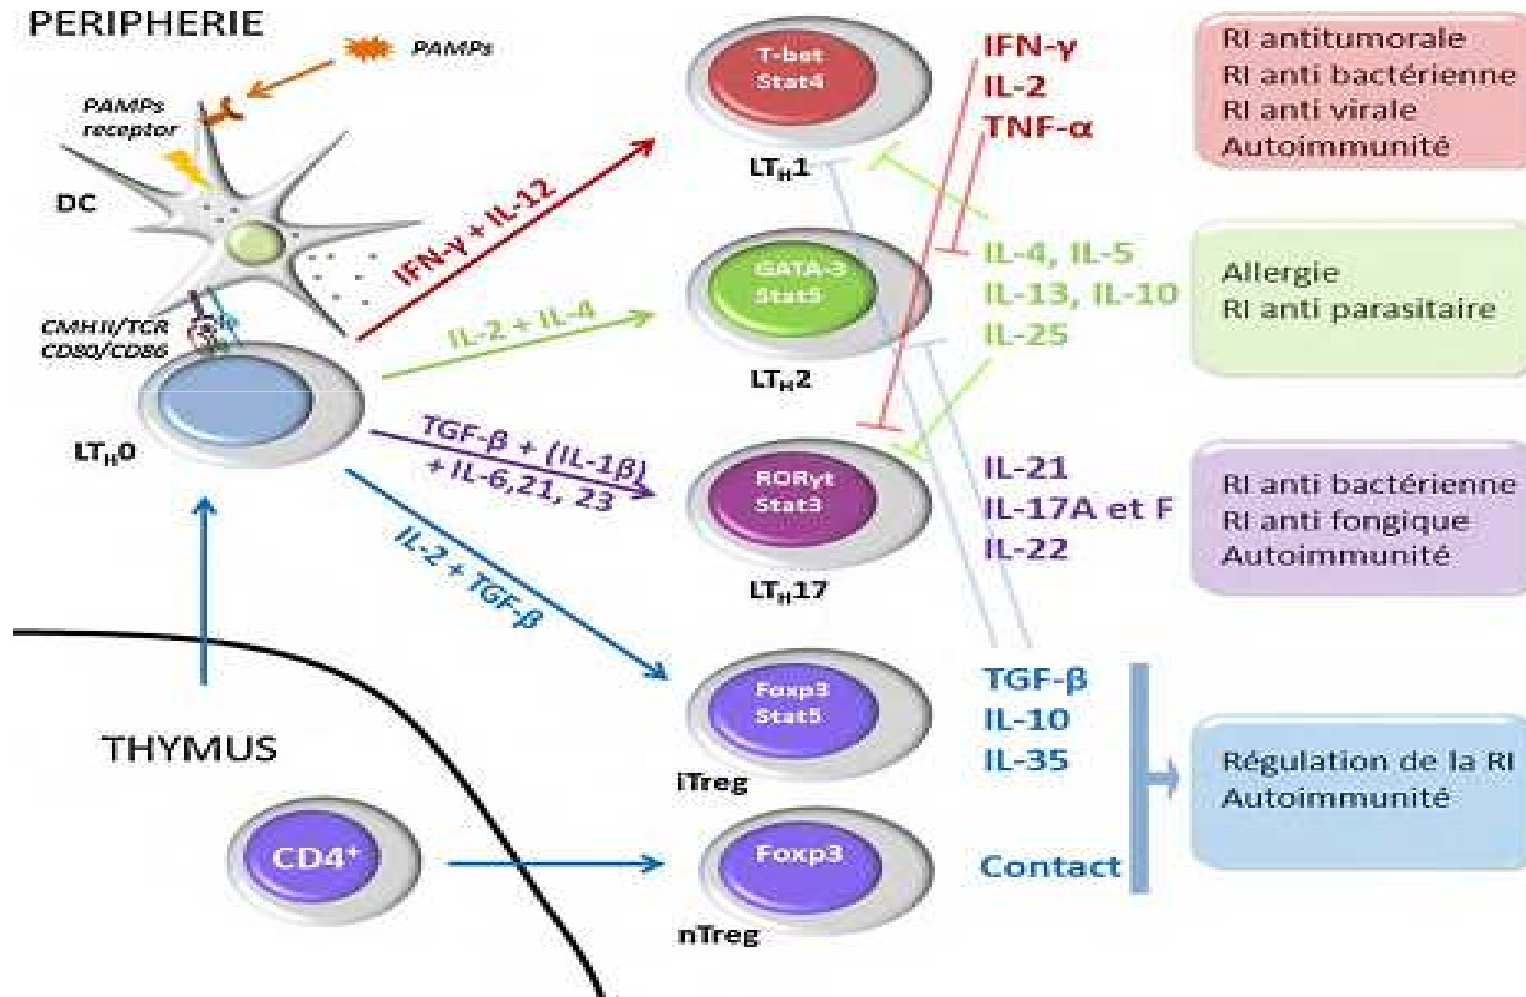 PERIPHERIE
PAMPs
PAMPs
receptor
DC
CMH II/TCR
CD80/CD86
LTH0
IFN-γ + IL-12
IL-2 + IL-4
TGF-β + (IL-1β)
+ IL-6,21, 23
IL-2 + TGF-β
THYMUS
CD4+
T-bet
Stat4
LTH1
IFN-γ
IL-2
TNF-α
RI antitumorale
RI anti bactérienne
RI anti virale
Autoimmunité
GATA-3
Stat5
LTH2
IL-4, IL-5
IL-13, IL-10
IL-25
Allergie
RI anti parasitaire
RORγt
Stat3
LTH17
IL-21
IL-17A et F
IL-22
RI anti bactérienne
RI anti fongique
Autoimmunité
Foxp3
Stat5
iTreg
TGF-β
IL-10
IL-35
Régulation de la RI
Autoimmunité
Foxp3
nTreg
Contact